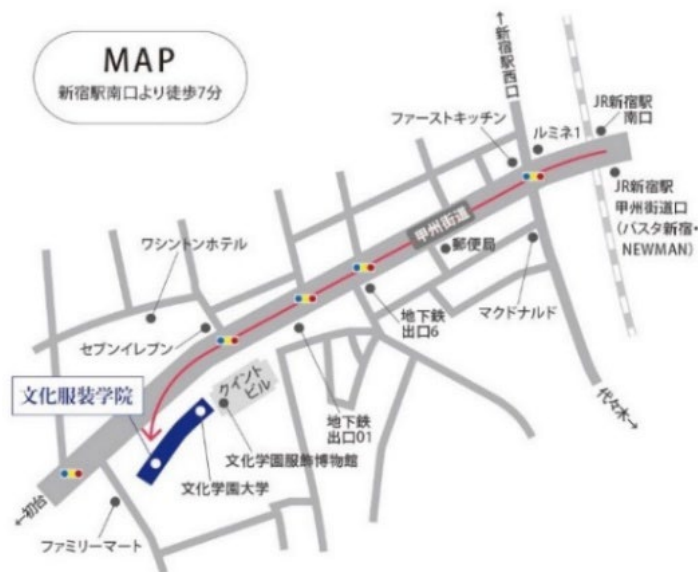 MAP
新宿駅南口より徒歩7分
←新宿駅西口
JR新宿駅
南口
ファーストキッチン
ルミネ1
甲州街道
JR新宿駅
甲州街道口
(バスタ新宿・
NEWMAN)
郵便局
ワシントンホテル
地下鉄
出口6
マクドナルド
セブンイレブン
クイント
ビル
文化服装学院
地下鉄
出口01
代々木→
文化学園服飾博物館
文化学園大学
←初台
ファミリーマート